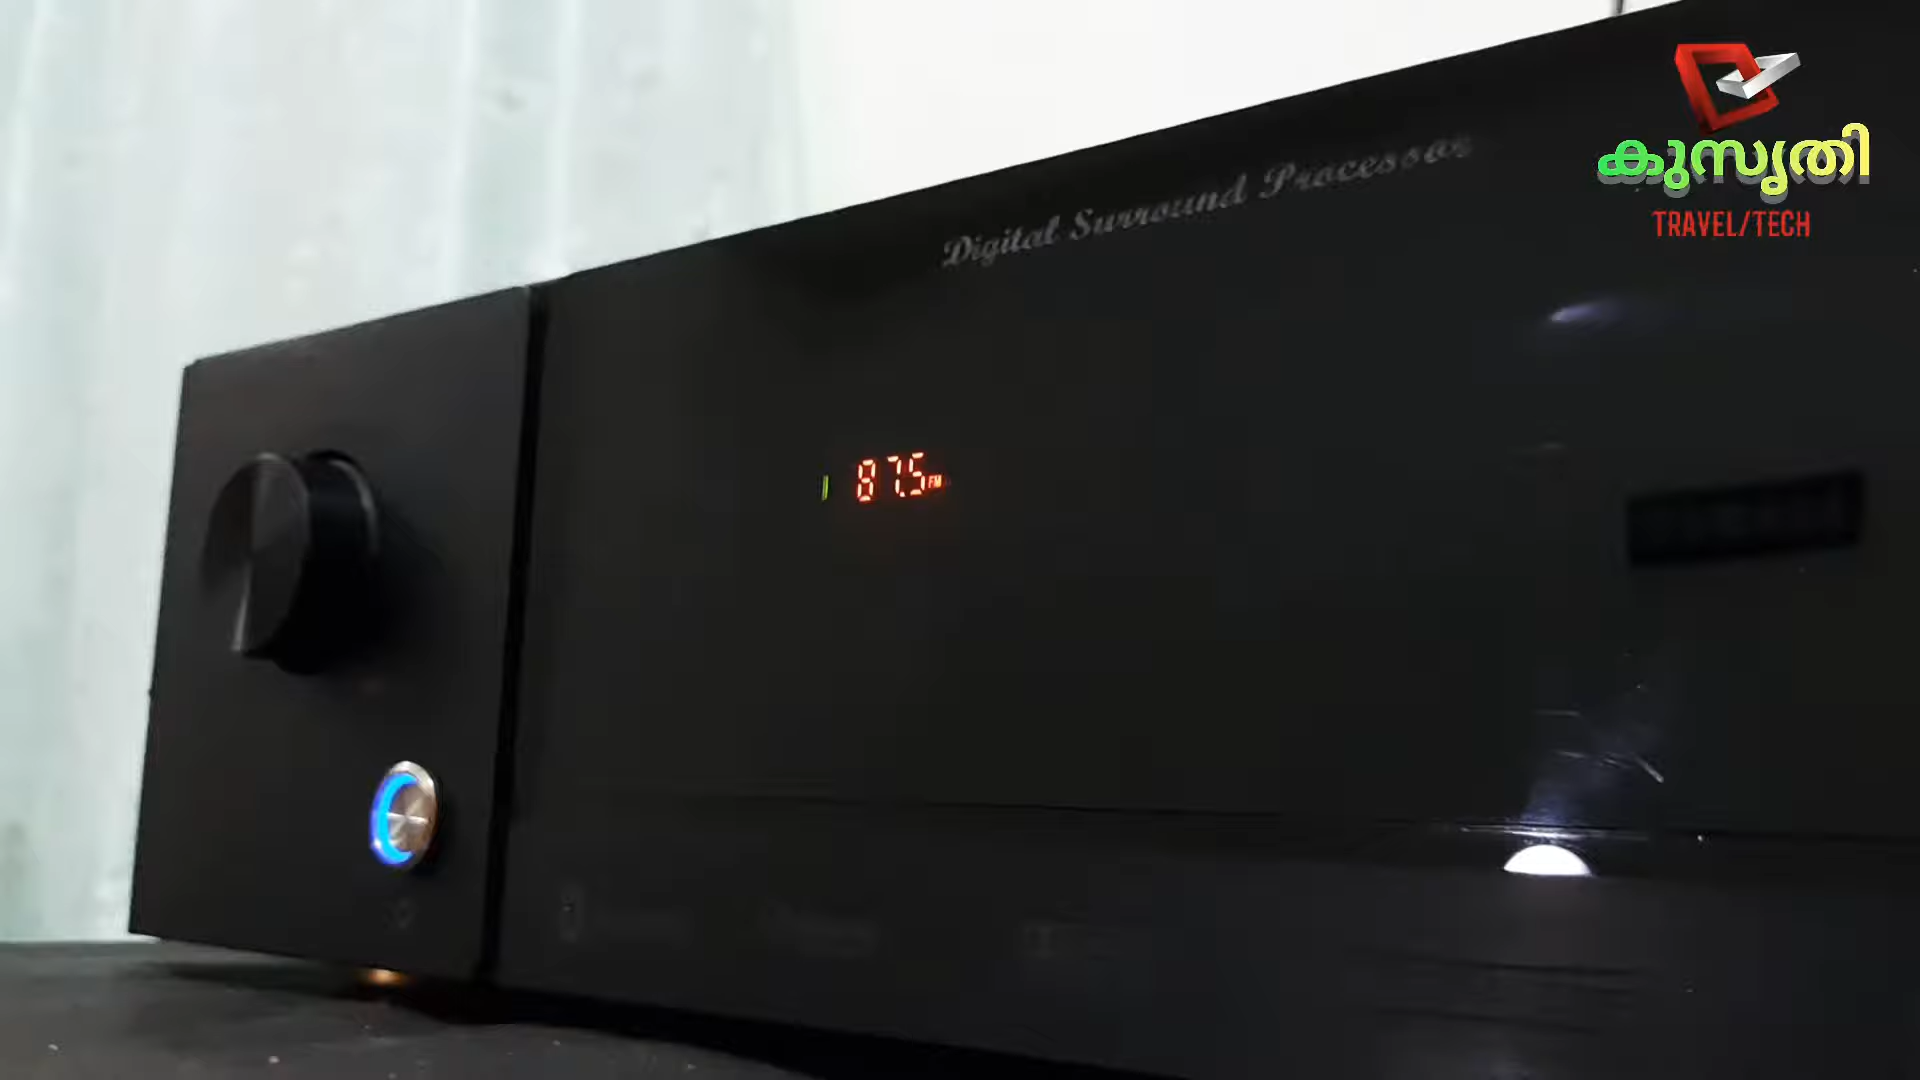 Digital Surround Processor
കുസൃതി
TRAVEL/TECH
87.5 FM